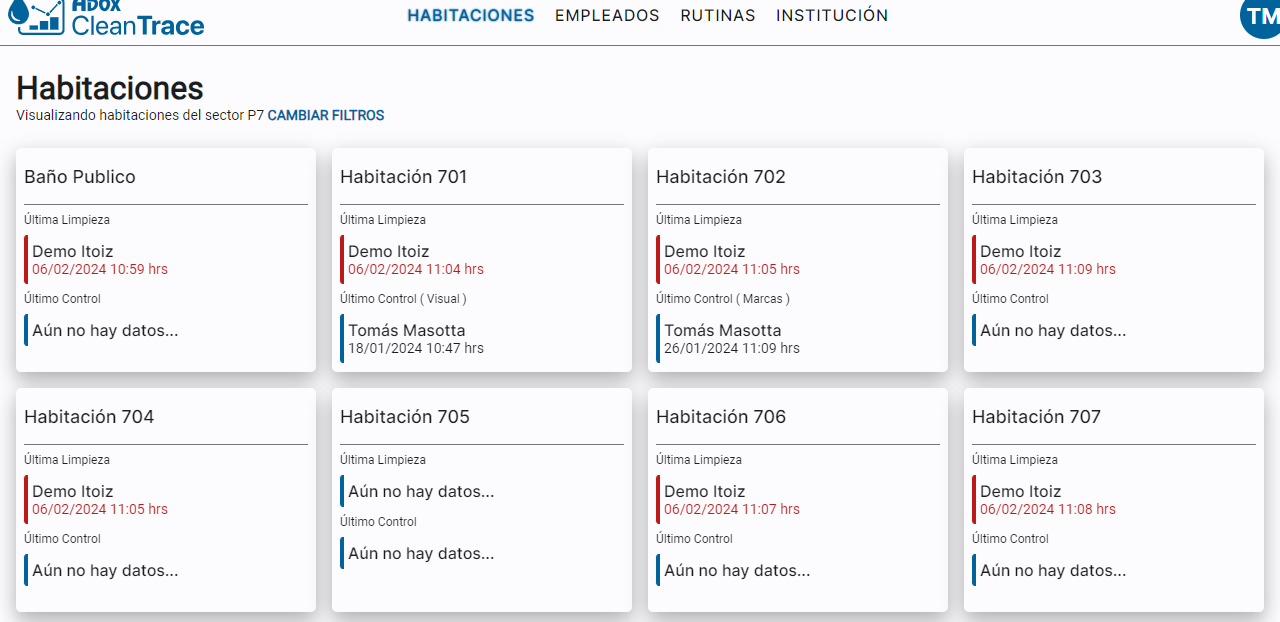 ADOX
CleanTrace
HABITACIONES EMPLEADOS RUTINAS INSTITUCIÓN
TM
Habitaciones
Visualizando habitaciones del sector P7 CAMBIAR FILTROS
Baño Publico
Última Limpieza
Demo Itoiz
06/02/2024 10:59 hrs
Último Control
Aún no hay datos...
Habitación 701
Última Limpieza
Demo Itoiz
06/02/2024 11:04 hrs
Último Control ( Visual )
Tomás Masotta
18/01/2024 10:47 hrs
Habitación 702
Última Limpieza
Demo Itoiz
06/02/2024 11:05 hrs
Último Control ( Marcas )
Tomás Masotta
26/01/2024 11:09 hrs
Habitación 703
Última Limpieza
Demo Itoiz
06/02/2024 11:09 hrs
Último Control
Aún no hay datos...
Habitación 704
Última Limpieza
Demo Itoiz
06/02/2024 11:05 hrs
Último Control
Aún no hay datos...
Habitación 705
Última Limpieza
Aún no hay datos...
Último Control
Aún no hay datos...
Habitación 706
Última Limpieza
Demo Itoiz
06/02/2024 11:07 hrs
Último Control
Aún no hay datos...
Habitación 707
Última Limpieza
Demo Itoiz
06/02/2024 11:08 hrs
Último Control
Aún no hay datos...